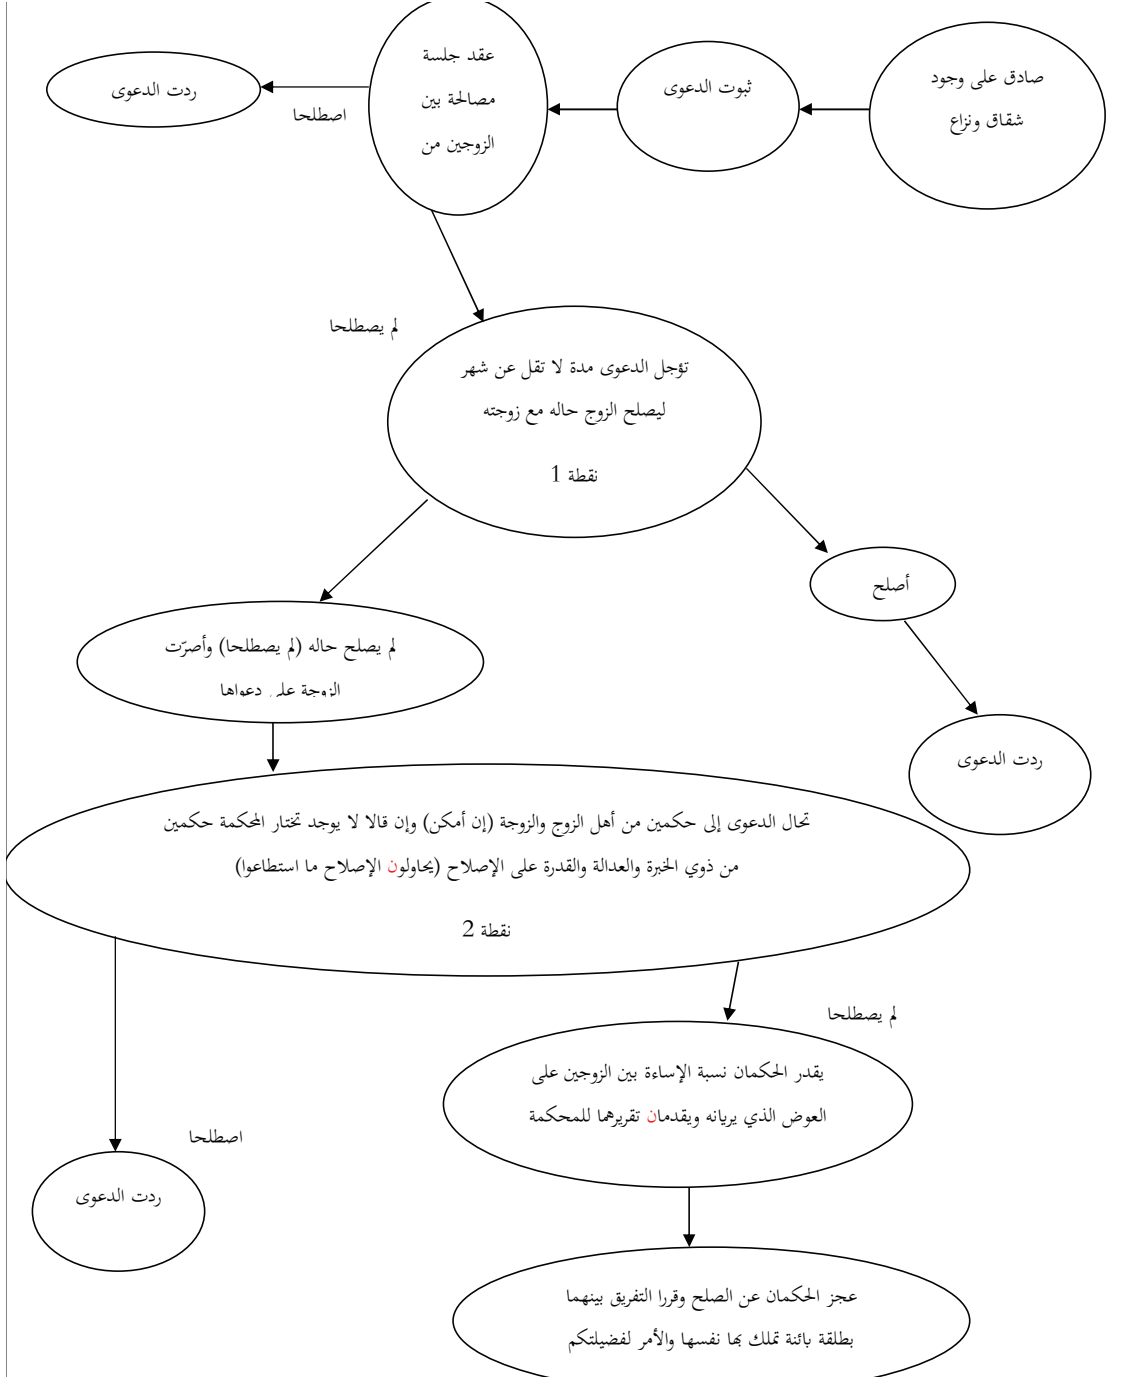 صادق على وجود
شقاق ونزاع
ثبوت الدعوى
عقد جلسة
مصالحة بين
الزوجين من
اصطلحا
ردت الدعوى
لم يصطلحا
تؤجل الدعوى مدة لا تقل عن شهر
ليصلح الزوج حاله مع زوجته
نقطة 1
أصلح
ردت الدعوى
لم يصلح حاله (لم يصطلحا) وأصرّت
الزوجة على دعواها
تحال الدعوى إلى حكمين من أهل الزوج والزوجة (إن أمكن) وإن قالا لا يوجد تختار المحكمة حكمين
من ذوي الخبرة والعدالة والقدرة على الإصلاح (يحاولون الإصلاح ما استطاعوا)
نقطة 2
لم يصطلحا
يقدر الحكمان نسبة الإساءة بين الزوجين على
العوض الذي يريانه ويقدمان تقريرهما للمحكمة
اصطلحا
ردت الدعوى
عجز الحكمان عن الصلح وقررا التفريق بينهما
بطلقة بائنة تملك بها نفسها والأمر لفضيلتكم